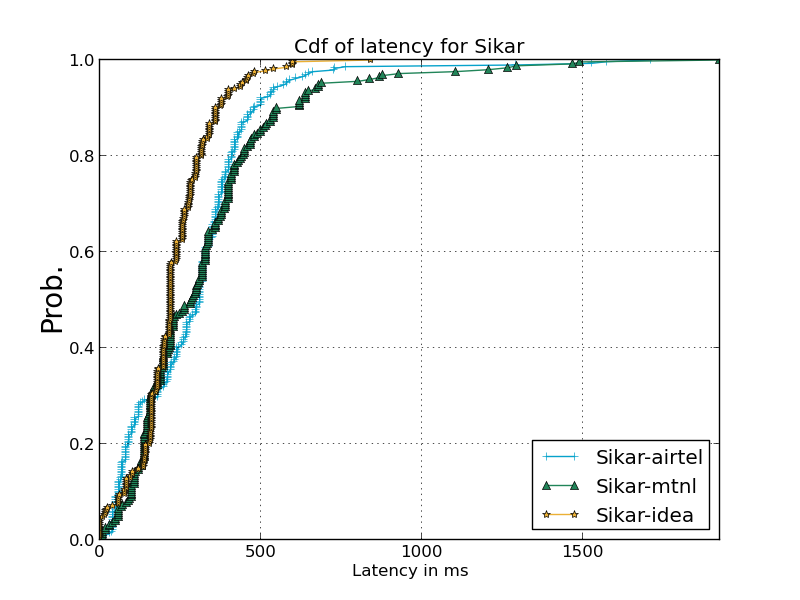 Cdf of latency for Sikar
1.0
0.8
0.6
0.4
0.2
0.0
Prob.
0
500
1000
1500
Latency in ms
Sikar-airtel
Sikar-mtnl
Sikar-idea